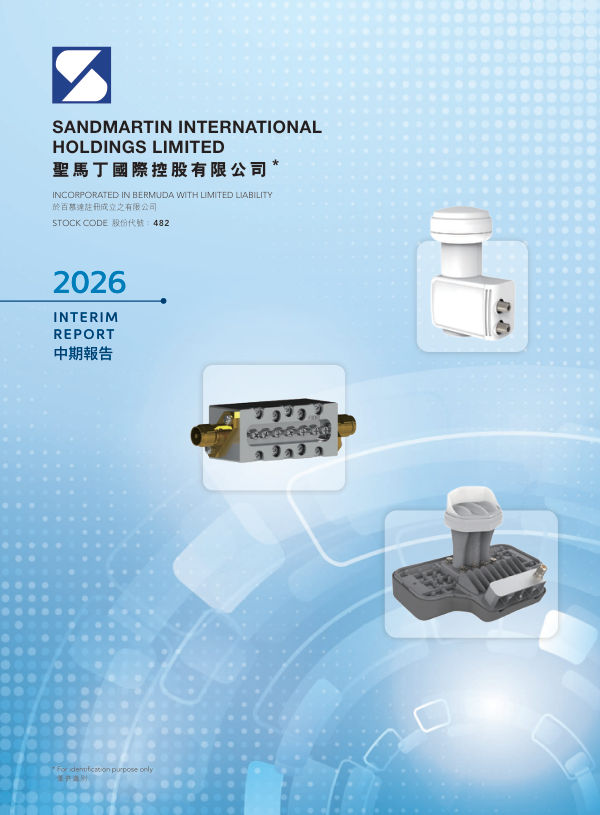 SANDMARTIN INTERNATIONAL
HOLDINGS LIMITED
聖馬丁國際控股有限公司*
INCORPORATED IN BERMUDA WITH LIMITED LIABILITY
於百慕達註冊成立之有限公司
STOCK CODE 股份代號：482
2026
INTERIM
REPORT
中期報告
* For identification purpose only
僅供識別